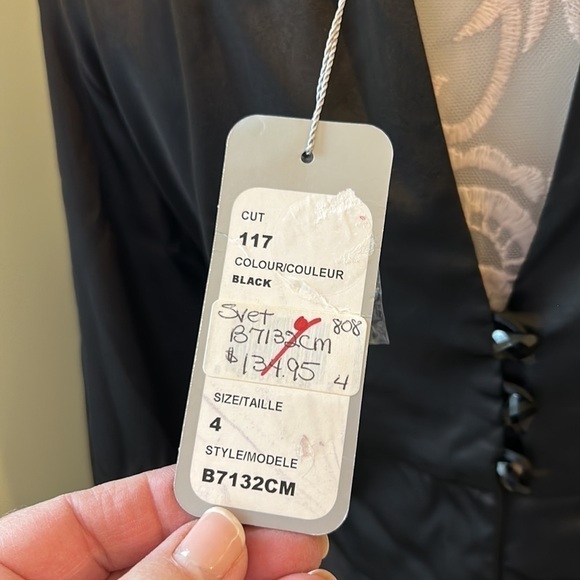 CUT
117
COLOUR/COULEUR
BLACK
Svet 808
B7132CM
$134.95
4
SIZE/TAILLE
4
STYLE/MODELE
B7132CM